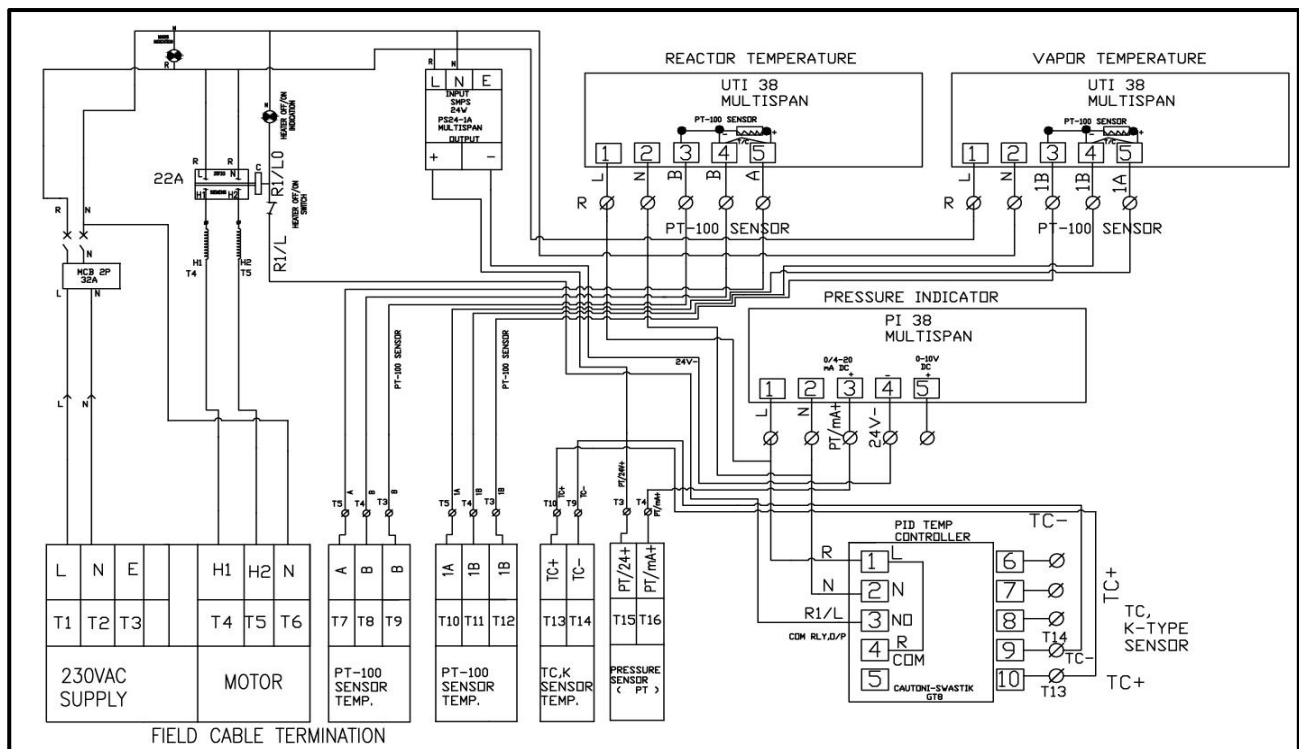 N
MAINS
INDICATION
R
R N
L N E
INPUT
SMPS
24W
PS24-1A
MULTISPAN
OUTPUT
+ -
N
HEATER OFF/ON
INDICATION
R1/LO
HEATER OFF/ON
SWITCH
R1/L
R N
22A
L N
C
SIEMENS
H1 H2
H1
T4
H2
T5
R N
N
MCB 2P
32A
L N
L N
REACTOR TEMPERATURE
UTI 38
MULTISPAN
PT-100 SENSOR
- +
T/C
1 2 3 4 5
L N B B A
R
PT-100 SENSOR
VAPOR TEMPERATURE
UTI 38
MULTISPAN
PT-100 SENSOR
- +
T/C
1 2 3 4 5
L N 1B 1B 1A
R
PT-100 SENSOR
PRESSURE INDICATOR
PI 38
MULTISPAN
0/4-20
mA DC
0-10V
DC
+ - +
1 2 3 4 5
L N PT/mA+ 24V-
24V-
PT-100 SENSOR
PT-100 SENSOR
T5 A T4 B T3 B
T5 1A T4 1B T3 1B
T10 TC+ T9 TC-
T3 PT/24V+ T4 PT/mA+
PID TEMP
CONTROLLER
R 1 L
N 2 N
R1/L 3 NO
COM RLY,O/P
4 R
COM
5
CAUTONI-SWASTIK
GT8
6
7
8
9
10
T14
TC-
T13
TC-
TC+
TC+
TC,
K-TYPE
SENSOR
L N E H1 H2 N
T1 T2 T3 T4 T5 T6
230VAC
SUPPLY
MOTOR
A B B
T7 T8 T9
PT-100
SENSOR
TEMP.
1A 1B 1B
T10 T11 T12
PT-100
SENSOR
TEMP.
TC+ TC-
T13 T14
TC,K
SENSOR
TEMP.
PT/24+ PT/mA+
T15 T16
PRESSURE
SENSOR
( PT )
FIELD CABLE TERMINATION